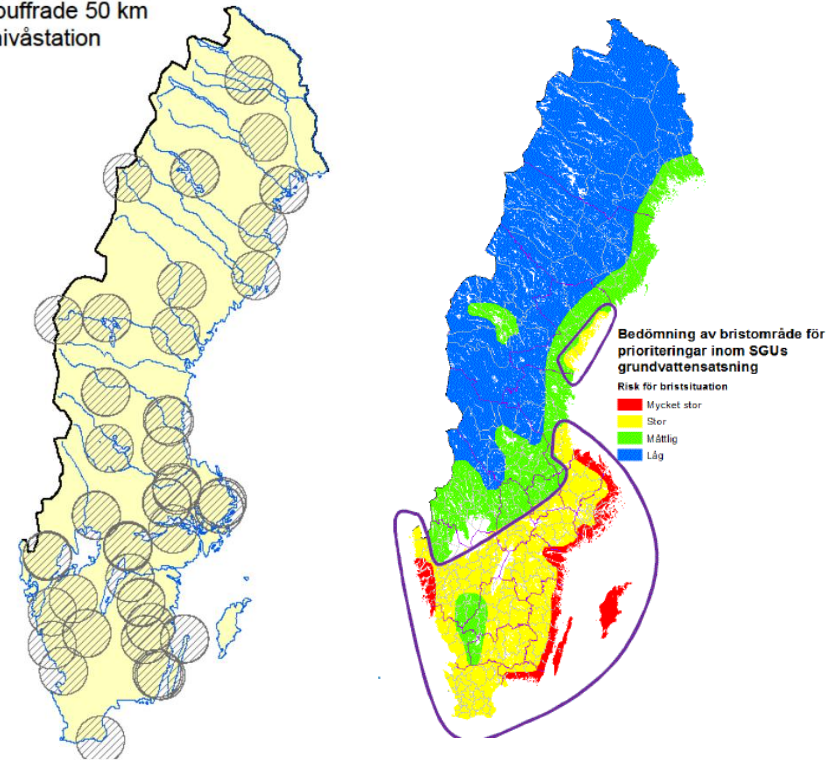 buffrade 50 km
nivåstation
Bedömning av bristområde för
prioriteringar inom SGUs
grundvattensatsning
Risk för bristsituation
Mycket stor
Stor
Måttlig
Låg